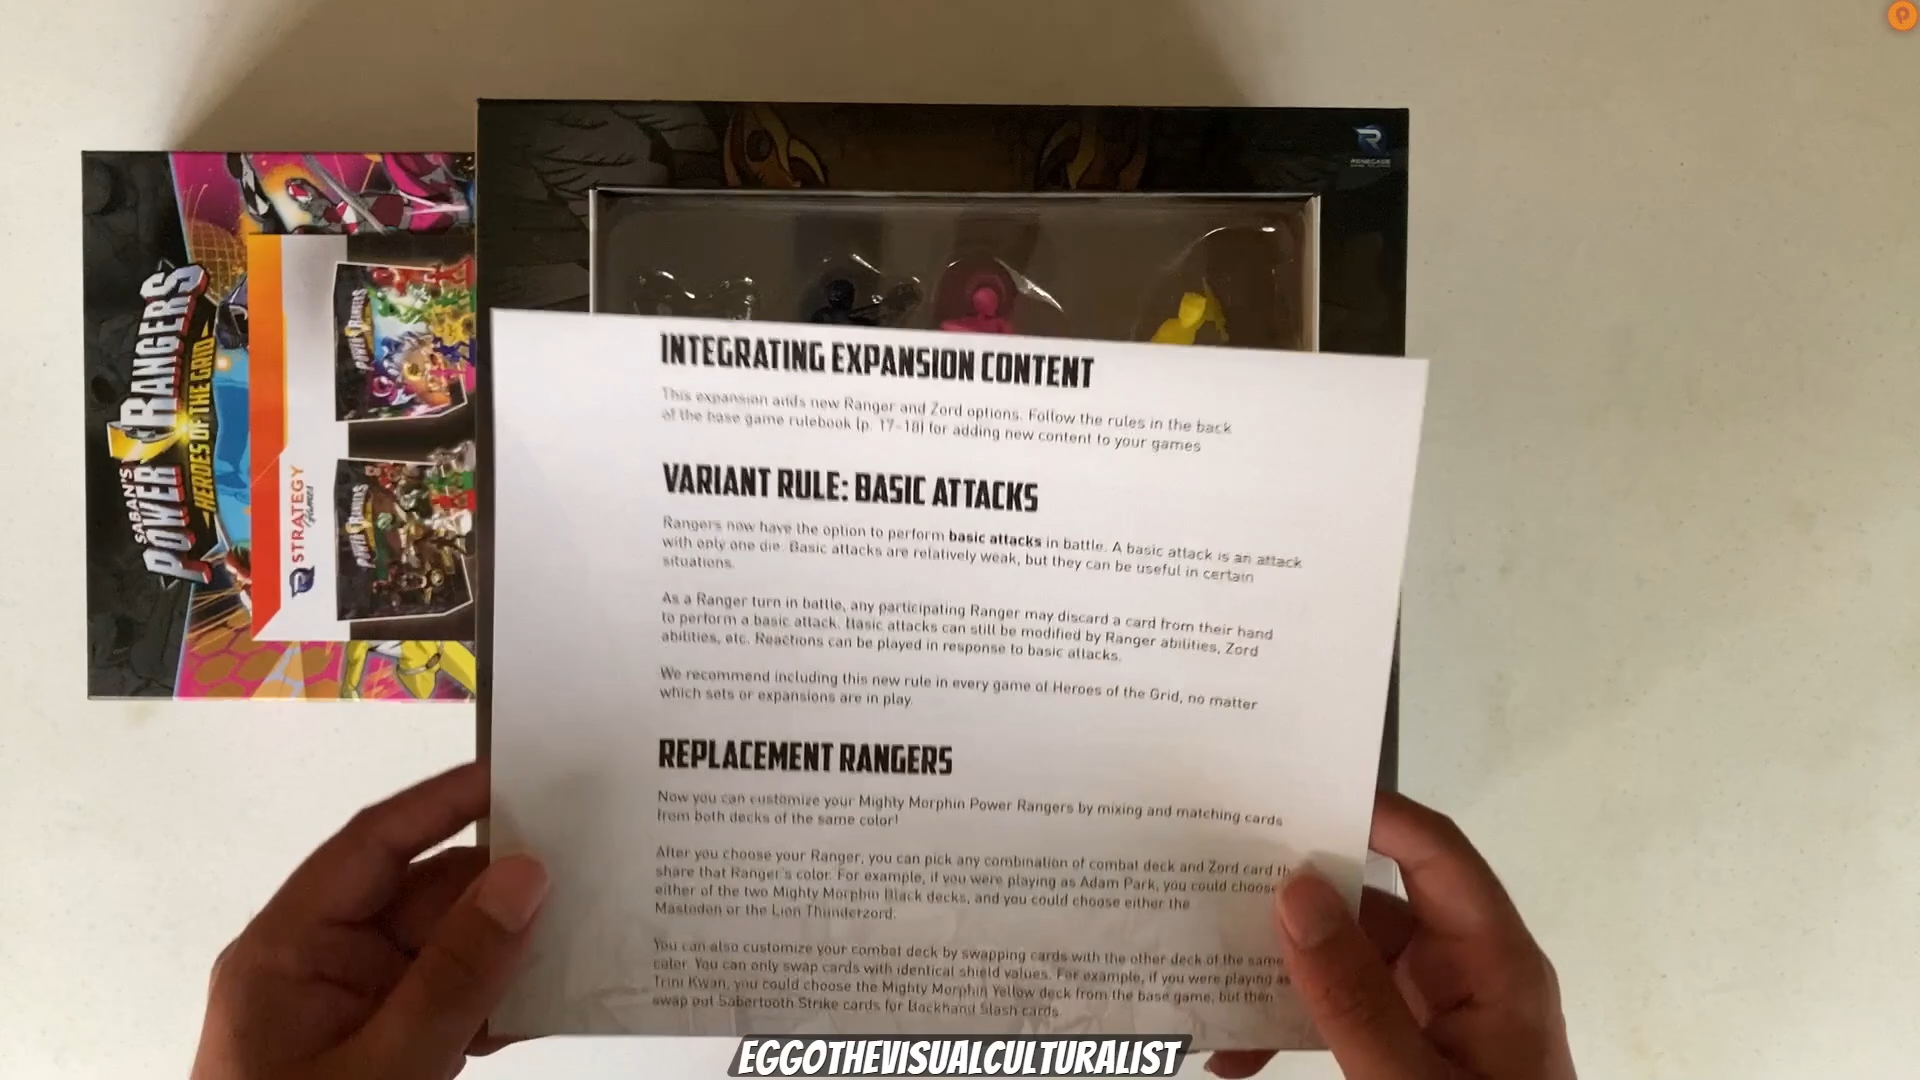 RENEGADE
SABAN'S
POWER RANGERS
HEROES OF THE GRID
STRATEGY
Games
POWER RANGERS
POWER RANGERS
INTEGRATING EXPANSION CONTENT
This expansion adds new Ranger and Zord options. Follow the rules in the back
of the base game rulebook (p. 17-18) for adding new content to your games
VARIANT RULE: BASIC ATTACKS
Rangers now have the option to perform basic attacks in battle. A basic attack is an attack
with only one die. Basic attacks are relatively weak, but they can be useful in certain
situations.
As a Ranger turn in battle, any participating Ranger may discard a card from their hand
to perform a basic attack. Basic attacks can still be modified by Ranger abilities, Zord
abilities, etc. Reactions can be played in response to basic attacks.
We recommend including this new rule in every game of Heroes of the Grid, no matter
which sets or expansions are in play.
REPLACEMENT RANGERS
Now you can customize your Mighty Morphin Power Rangers by mixing and matching cards
from both decks of the same color!
After you choose your Ranger, you can pick any combination of combat deck and Zord card th
share that Ranger's color. For example, if you were playing as Adam Park, you could choose
either of the two Mighty Morphin Black decks, and you could choose either the
Mastodon or the Lion Thunderzord.
You can also customize your combat deck by swapping cards with the other deck of the same
color. You can only swap cards with identical shield values. For example, if you were playing as
Trini Kwan, you could choose the Mighty Morphin Yellow deck from the base game, but then
swap out Sabertooth Strike cards for Backhand Slash cards.
EGGOTHEVISUALCULTURALIST